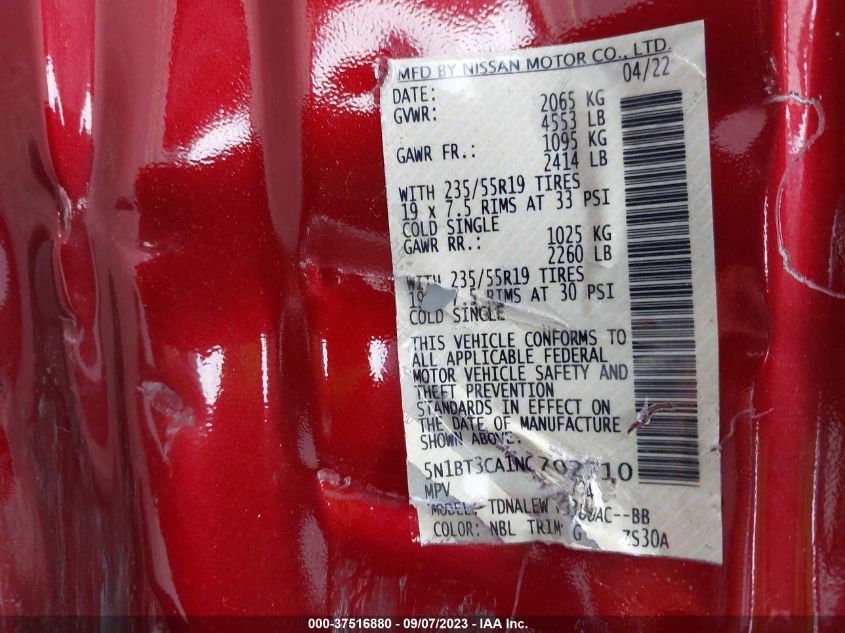 MFD BY NISSAN MOTOR CO., LTD.
DATE: 04/22
GVWR: 2065 KG
4553 LB
GAWR FR.: 1095 KG
2414 LB
WITH 235/55R19 TIRES
19 x 7.5 RIMS AT 33 PSI
COLD SINGLE
GAWR RR.: 1025 KG
2260 LB
WITH 235/55R19 TIRES
RIMS AT 30 PSI
COLD SINGLE
THIS VEHICLE CONFORMS TO
ALL APPLICABLE FEDERAL
MOTOR VEHICLE SAFETY AND
THEFT PREVENTION
STANDARDS IN EFFECT ON
THE DATE OF MANUFACTURE
SHOWN ABOVE.
MPV
MODEL:
COLOR: NBL TRIM G ZS30A
000-37516880 - 09/07/2023 - IAA Inc.